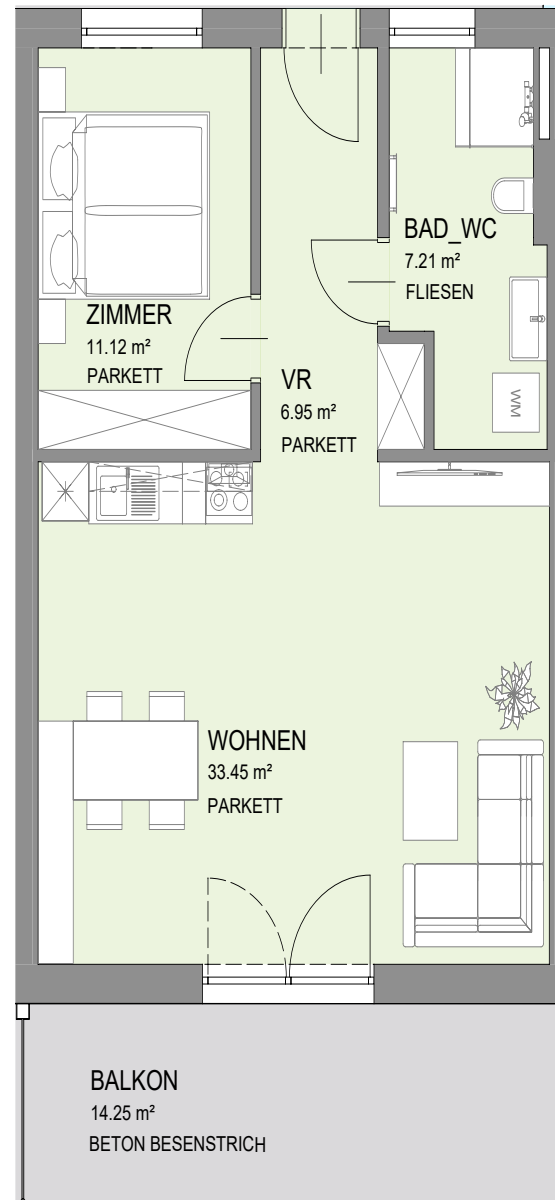 BAD_WC
7.21 m²
FLIESEN
ZIMMER
11.12 m²
PARKETT
VR
6.95 m²
PARKETT
WM
WOHNEN
33.45 m²
PARKETT
BALKON
14.25 m²
BETON BESENSTRICH